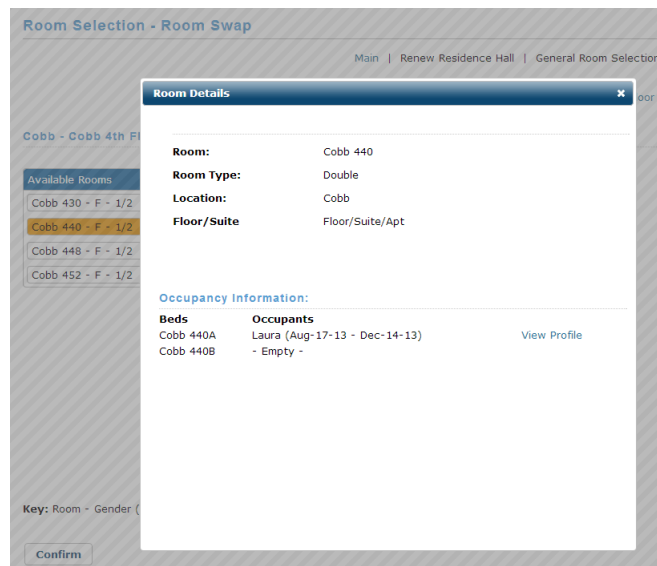 Room Selection - Room Swap
Main | Renew Residence Hall | General Room Selection
Room Details
oor
Cobb - Cobb 4th Fl
Room: Cobb 440
Room Type: Double
Location: Cobb
Floor/Suite Floor/Suite/Apt
Available Rooms
Cobb 430 - F - 1/2
Cobb 440 - F - 1/2
Cobb 448 - F - 1/2
Cobb 452 - F - 1/2
Occupancy Information:
Beds Occupants
Cobb 440A Laura (Aug-17-13 - Dec-14-13) View Profile
Cobb 440B - Empty -
Key: Room - Gender (
Confirm